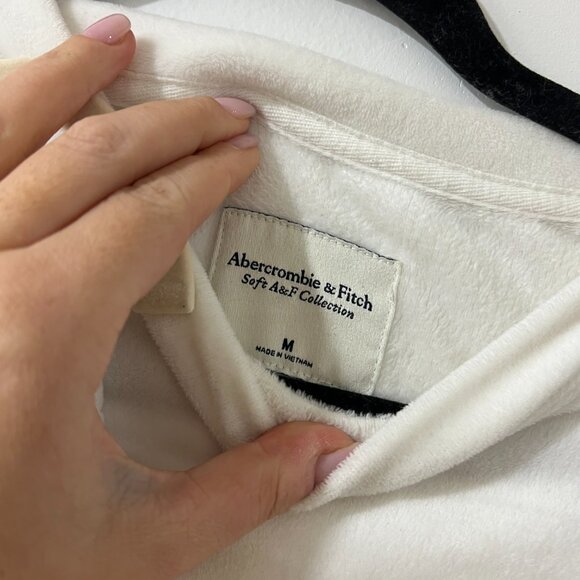 Abercrombie & Fitch
Soft A&F Collection
M
MADE IN VIETNAM